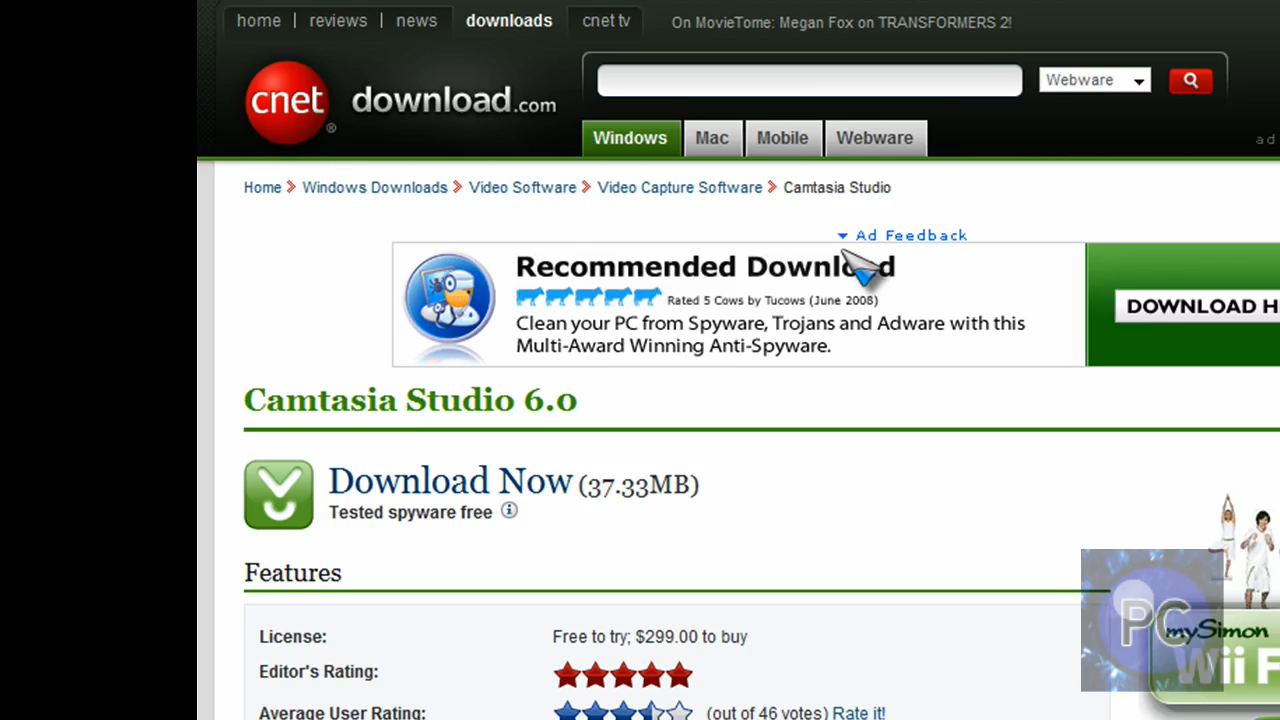 home | reviews | news downloads cnet tv On MovieTome: Megan Fox on TRANSFORMERS 2!
cnet ® download.com Webware
Windows Mac Mobile Webware
ad
Home > Windows Downloads > Video Software > Video Capture Software > Camtasia Studio
Ad Feedback
Recommended Download
Rated 5 Cows by Tucows (June 2008)
Clean your PC from Spyware, Trojans and Adware with this
Multi-Award Winning Anti-Spyware.
DOWNLOAD H
Camtasia Studio 6.0
Download Now (37.33MB)
Tested spyware free
Features
License: Free to try; $299.00 to buy
Editor's Rating:
Average User Rating: (out of 46 votes) Rate it!
PC
mySimon
Wii F